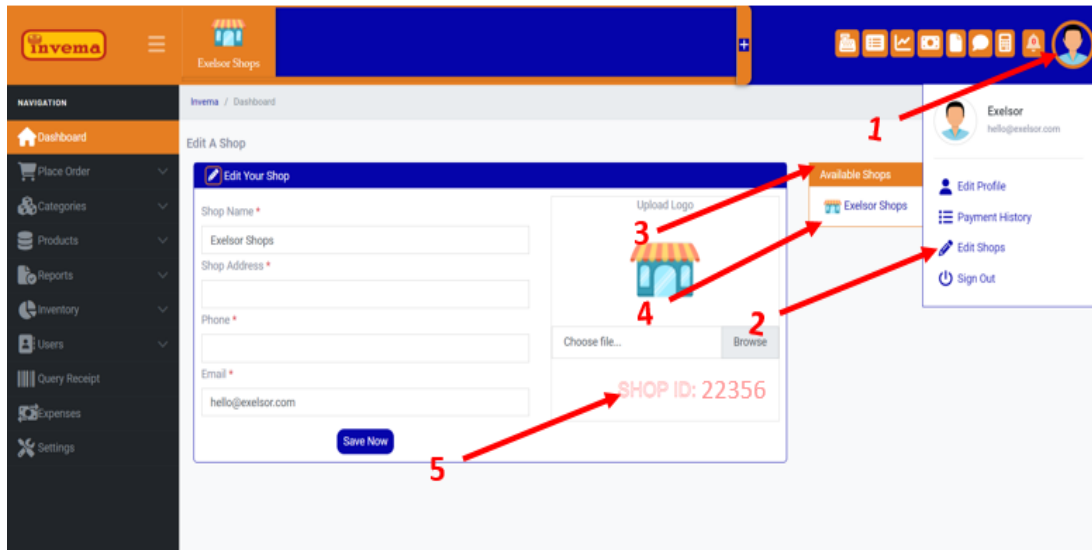 invema
Exelsor Shops
+
NAVIGATION
Inverna / Dashboard
1
Exelsor
hello@exelsor.com
Dashboard
Edit A Shop
Place Order
Edit Your Shop
Available Shops
Edit Profile
Categories
Shop Name *
Upload Logo
Exelsor Shops
Payment History
3
Products
Exelsor Shops
Edit Shops
Reports
Shop Address *
Sign Out
Inventory
4
2
Phone *
Users
Choose file...
Browse
Query Receipt
Email *
SHOP ID: 22356
hello@exelsor.com
Expenses
Settings
Save Now
5